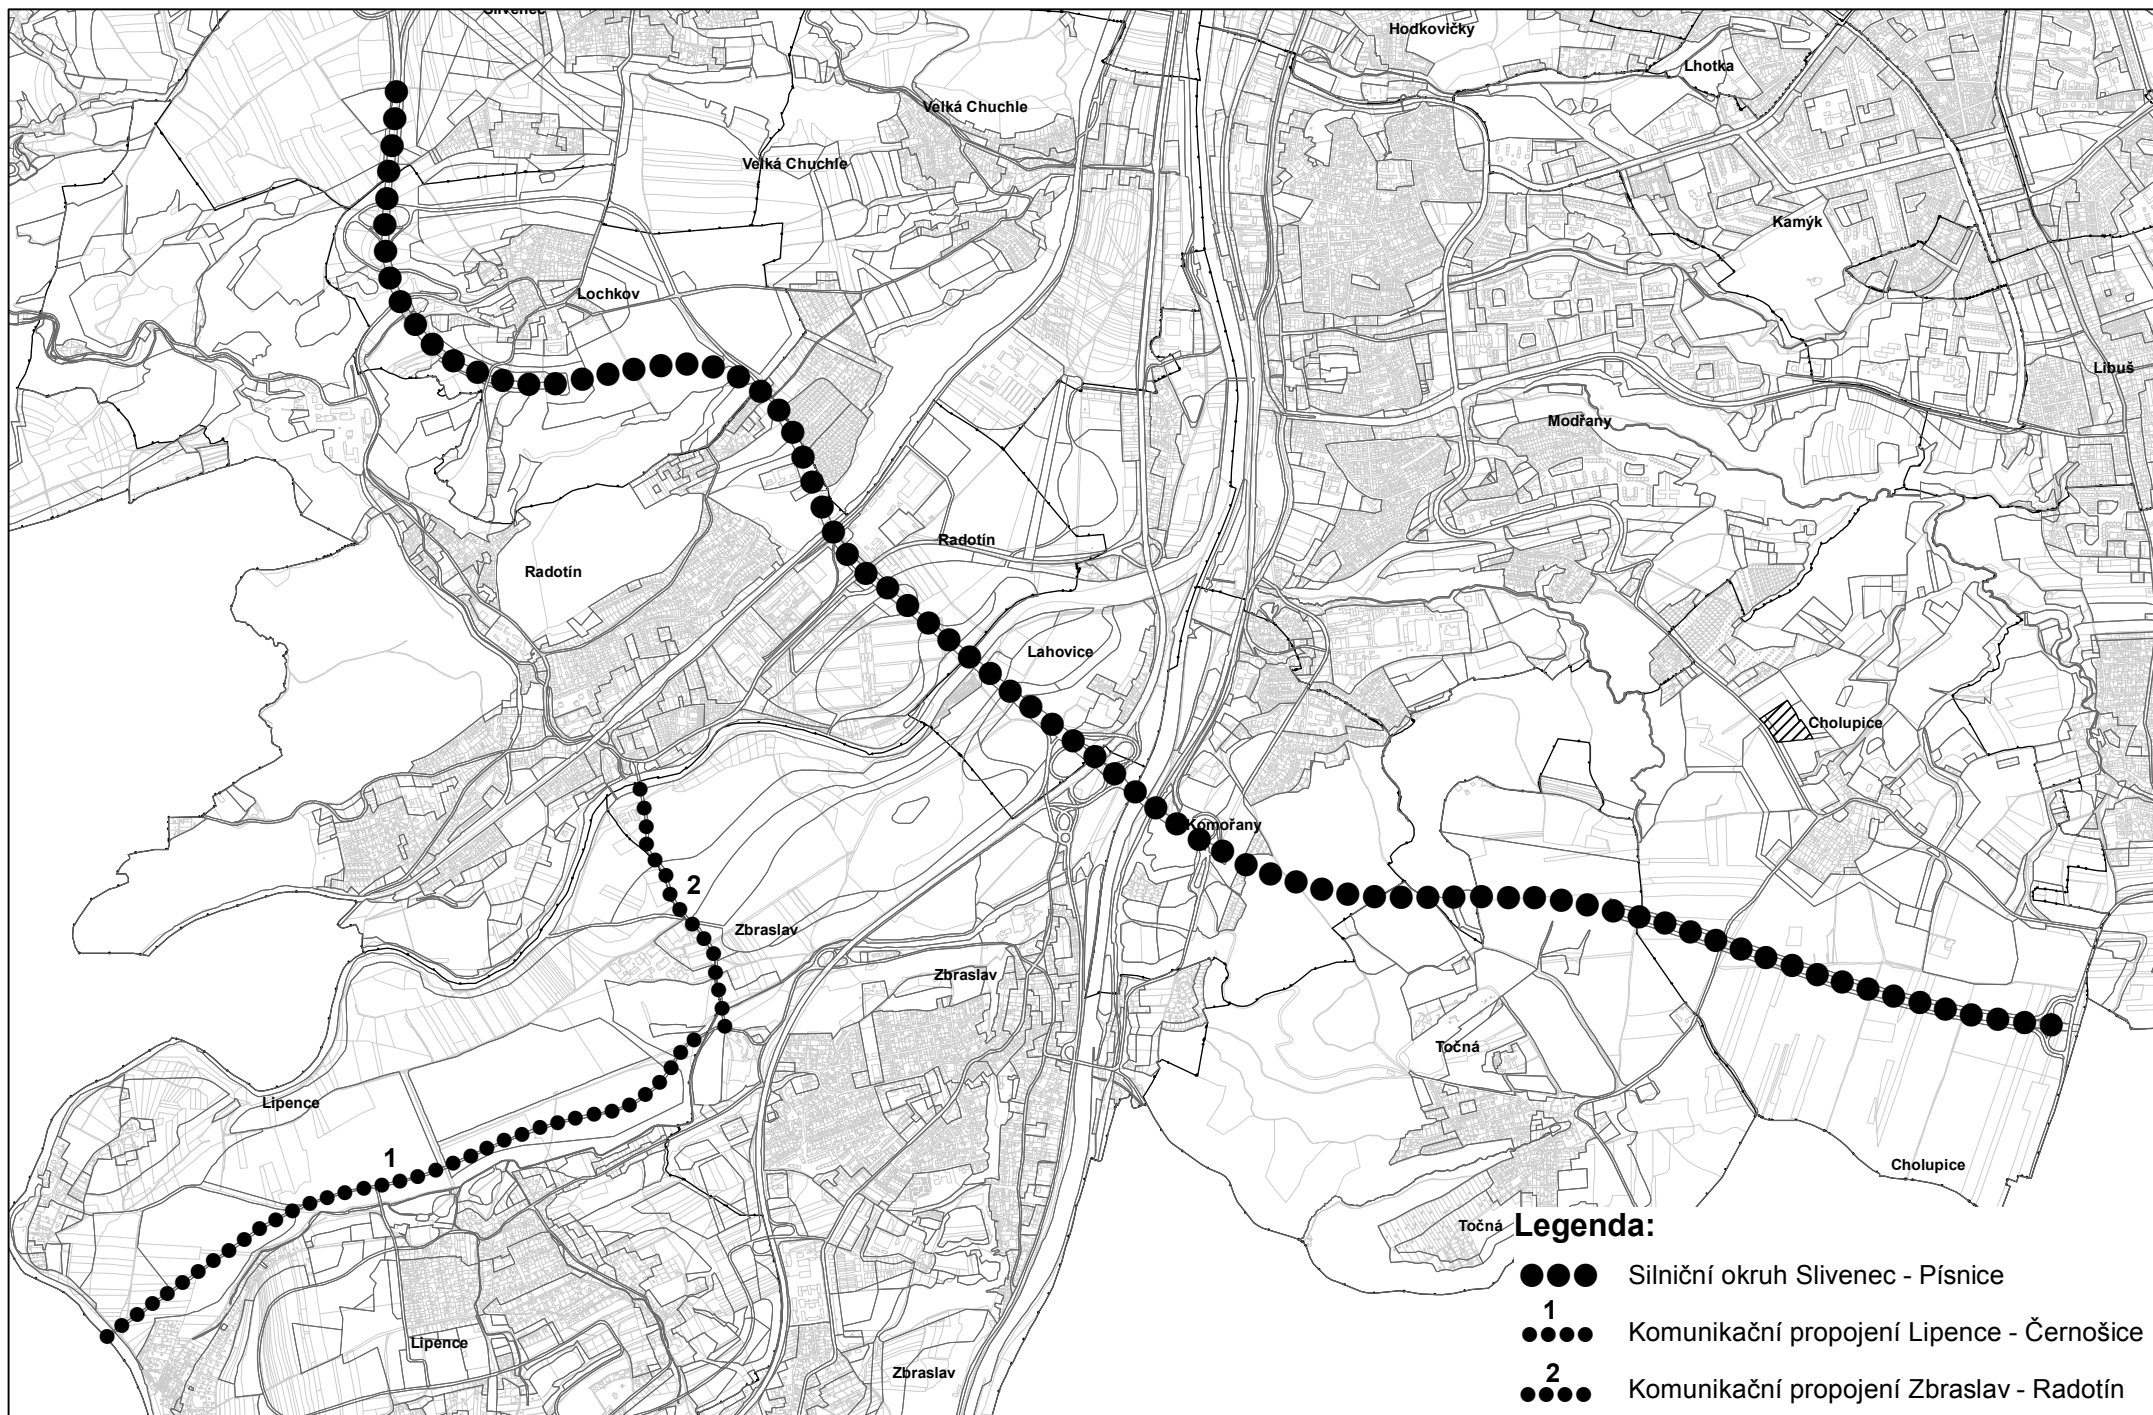 Slivenec
Hodkovičky
Lhotka
Velká Chuchle
Velká Chuchle
Kamýk
Lochkov
Libuš
Modřany
Radotín
Radotín
Lahovice
Cholupice
Komořany
2
Zbraslav
Zbraslav
Točná
Lipence
1
Cholupice
Točná
Legenda:
Silniční okruh Slivenec - Písnice
1
Komunikační propojení Lipence - Černošice
Lipence
Zbraslav
2
Komunikační propojení Zbraslav - Radotín